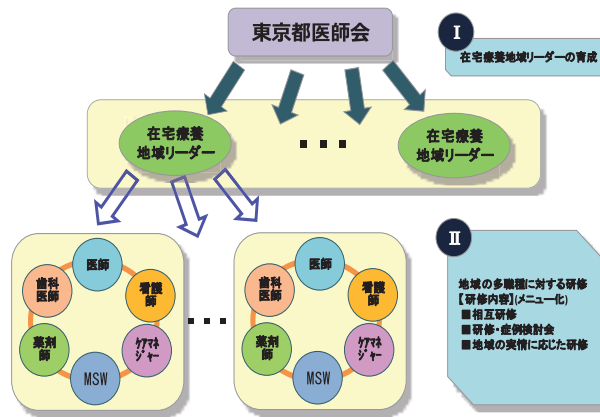 東京都医師会
Ⅰ
在宅療養地域リーダーの育成
在宅療養
地域リーダー
・・・
在宅療養
地域リーダー
Ⅱ
地域の多職種に対する研修
【研修内容】(メニュー化)
■相互研修
■研修・症例検討会
■地域の実情に応じた研修
医師
歯科
医師
看護
師
薬剤
師
ケアマネ
ジャー
MSW
・・・・
医師
歯科
医師
看護
師
薬剤
師
ケアマネ
ジャー
MSW